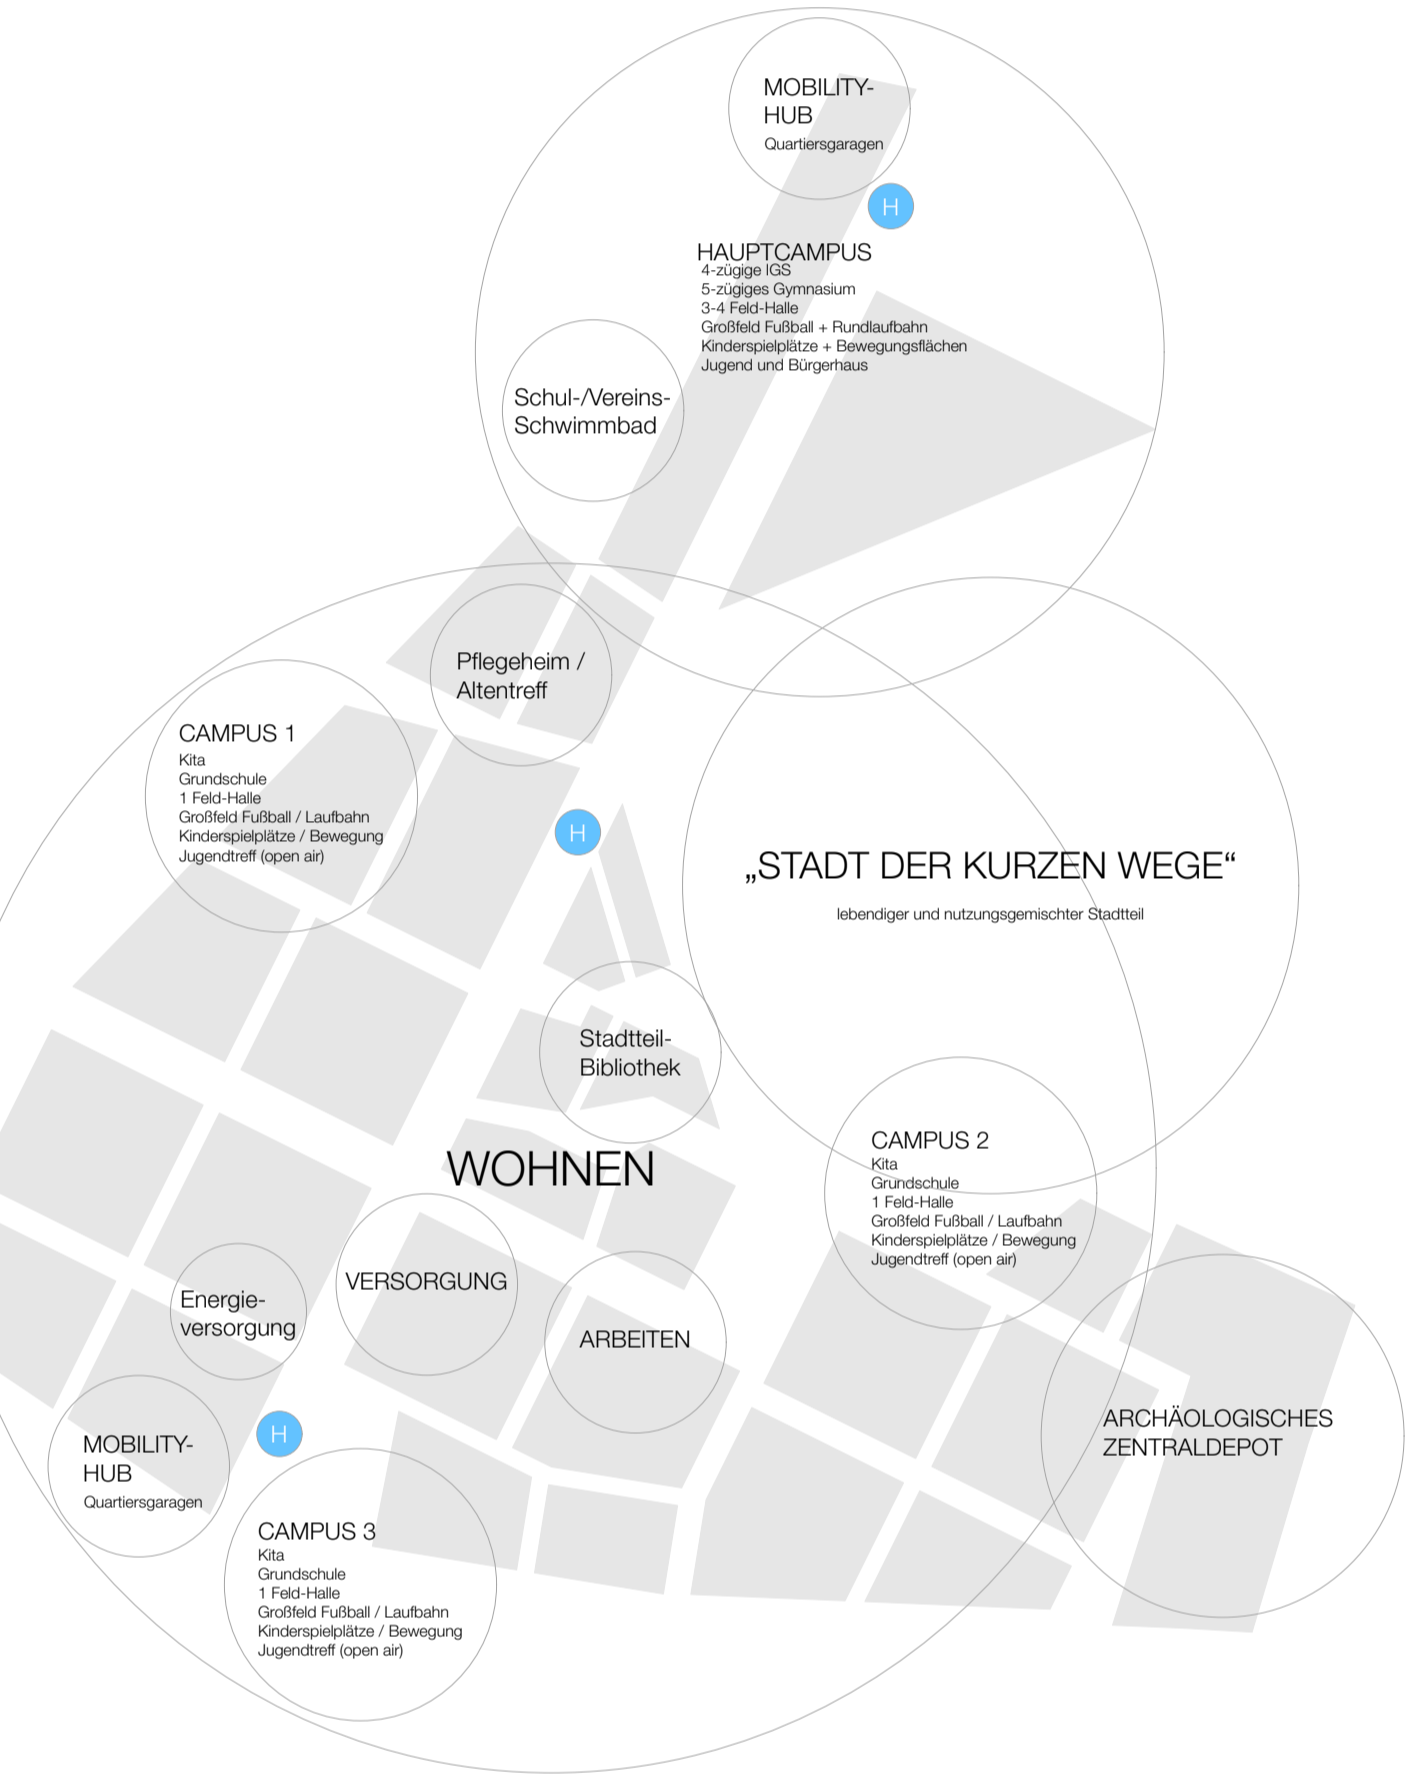 MOBILITY-
HUB
Quartiersgaragen
H
HAUPTCAMPUS
4-zügige IGS
5-zügiges Gymnasium
3-4 Feld-Halle
Großfeld Fußball + Rundlaufbahn
Kinderspielplätze + Bewegungsflächen
Jugend und Bürgerhaus
Schul-/Vereins-
Schwimmbad
Pflegeheim /
Altentreff
CAMPUS 1
Kita
Grundschule
1 Feld-Halle
Großfeld Fußball / Laufbahn
Kinderspielplätze / Bewegung
Jugendtreff (open air)
H
„STADT DER KURZEN WEGE“
lebendiger und nutzungsgemischter Stadtteil
Stadtteil-
Bibliothek
WOHNEN
CAMPUS 2
Kita
Grundschule
1 Feld-Halle
Großfeld Fußball / Laufbahn
Kinderspielplätze / Bewegung
Jugendtreff (open air)
VERSORGUNG
Energie-
versorgung
ARBEITEN
ARCHÄOLOGISCHES
ZENTRALDEPOT
H
MOBILITY-
HUB
Quartiersgaragen
CAMPUS 3
Kita
Grundschule
1 Feld-Halle
Großfeld Fußball / Laufbahn
Kinderspielplätze / Bewegung
Jugendtreff (open air)